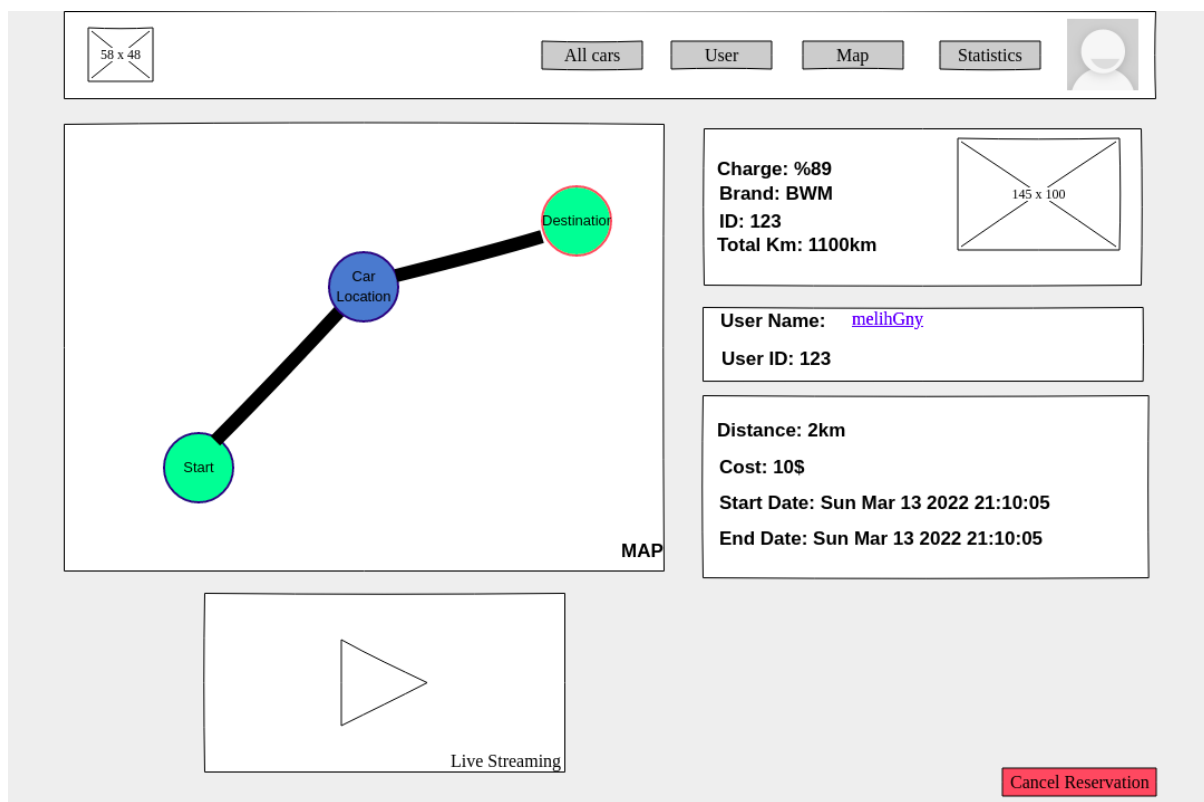 58 x 48
All cars
User
Map
Statistics
Destination
Car
Location
Start
MAP
Charge: %89
Brand: BWM
ID: 123
Total Km: 1100km
145 x 100
User Name: melihGny
User ID: 123
Distance: 2km
Cost: 10$
Start Date: Sun Mar 13 2022 21:10:05
End Date: Sun Mar 13 2022 21:10:05
Live Streaming
Cancel Reservation